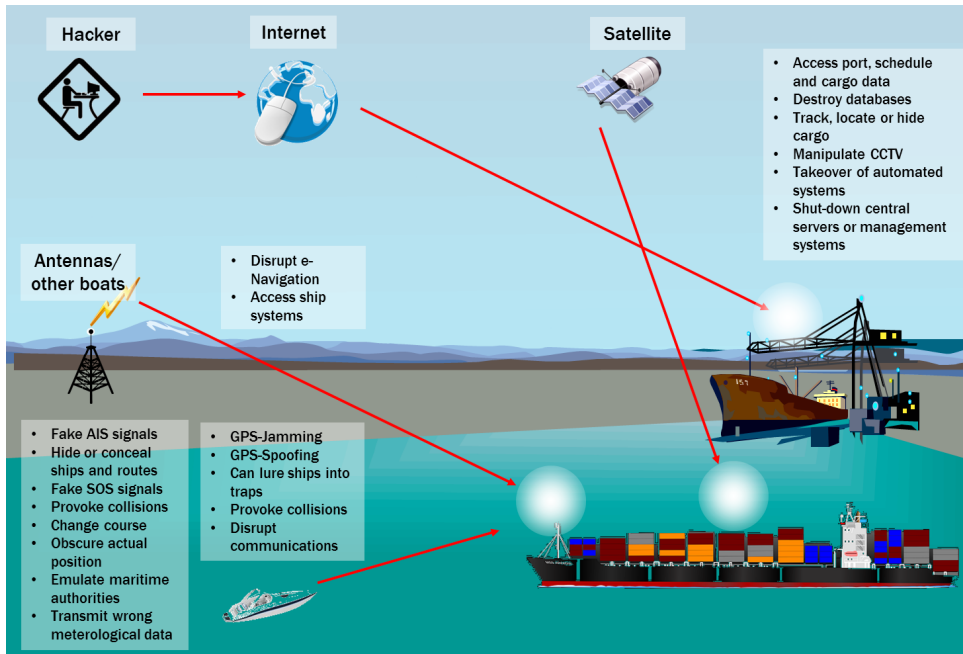 Hacker
Internet
Satellite
• Access port, schedule
and cargo data
• Destroy databases
• Track, locate or hide
cargo
• Manipulate CCTV
• Takeover of automated
systems
• Shut-down central
servers or management
systems
Antennas/
other boats
• Disrupt e-
Navigation
• Access ship
systems
• Fake AIS signals
• Hide or conceal
ships and routes
• Fake SOS signals
• Provoke collisions
• Change course
• Obscure actual
position
• Emulate maritime
authorities
• Transmit wrong
meterological data
• GPS-Jamming
• GPS-Spoofing
• Can lure ships into
traps
• Provoke collisions
• Disrupt
communications